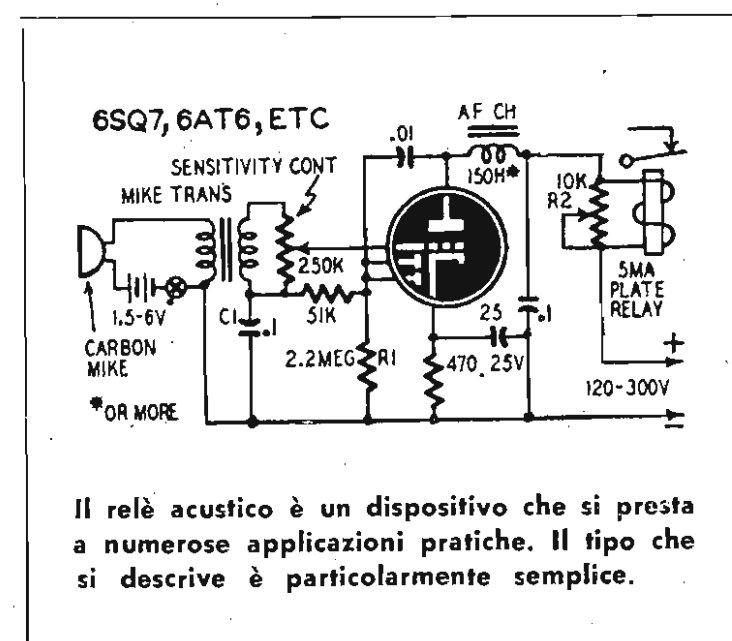 6SQ7, 6AT6, ETC
AF CH
.01
SENSITIVITY CONT
150H*
MIKE TRANS
10K
R2
250K
5MA
PLATE
RELAY
1.5-6V
C1
.1
51K
25
.1
+
CARBON
MIKE
2.2MEG
R1
470
25V
120-300V
*OR MORE
−
Il relè acustico è un dispositivo che si presta
a numerose applicazioni pratiche. Il tipo che
si descrive è particolarmente semplice.